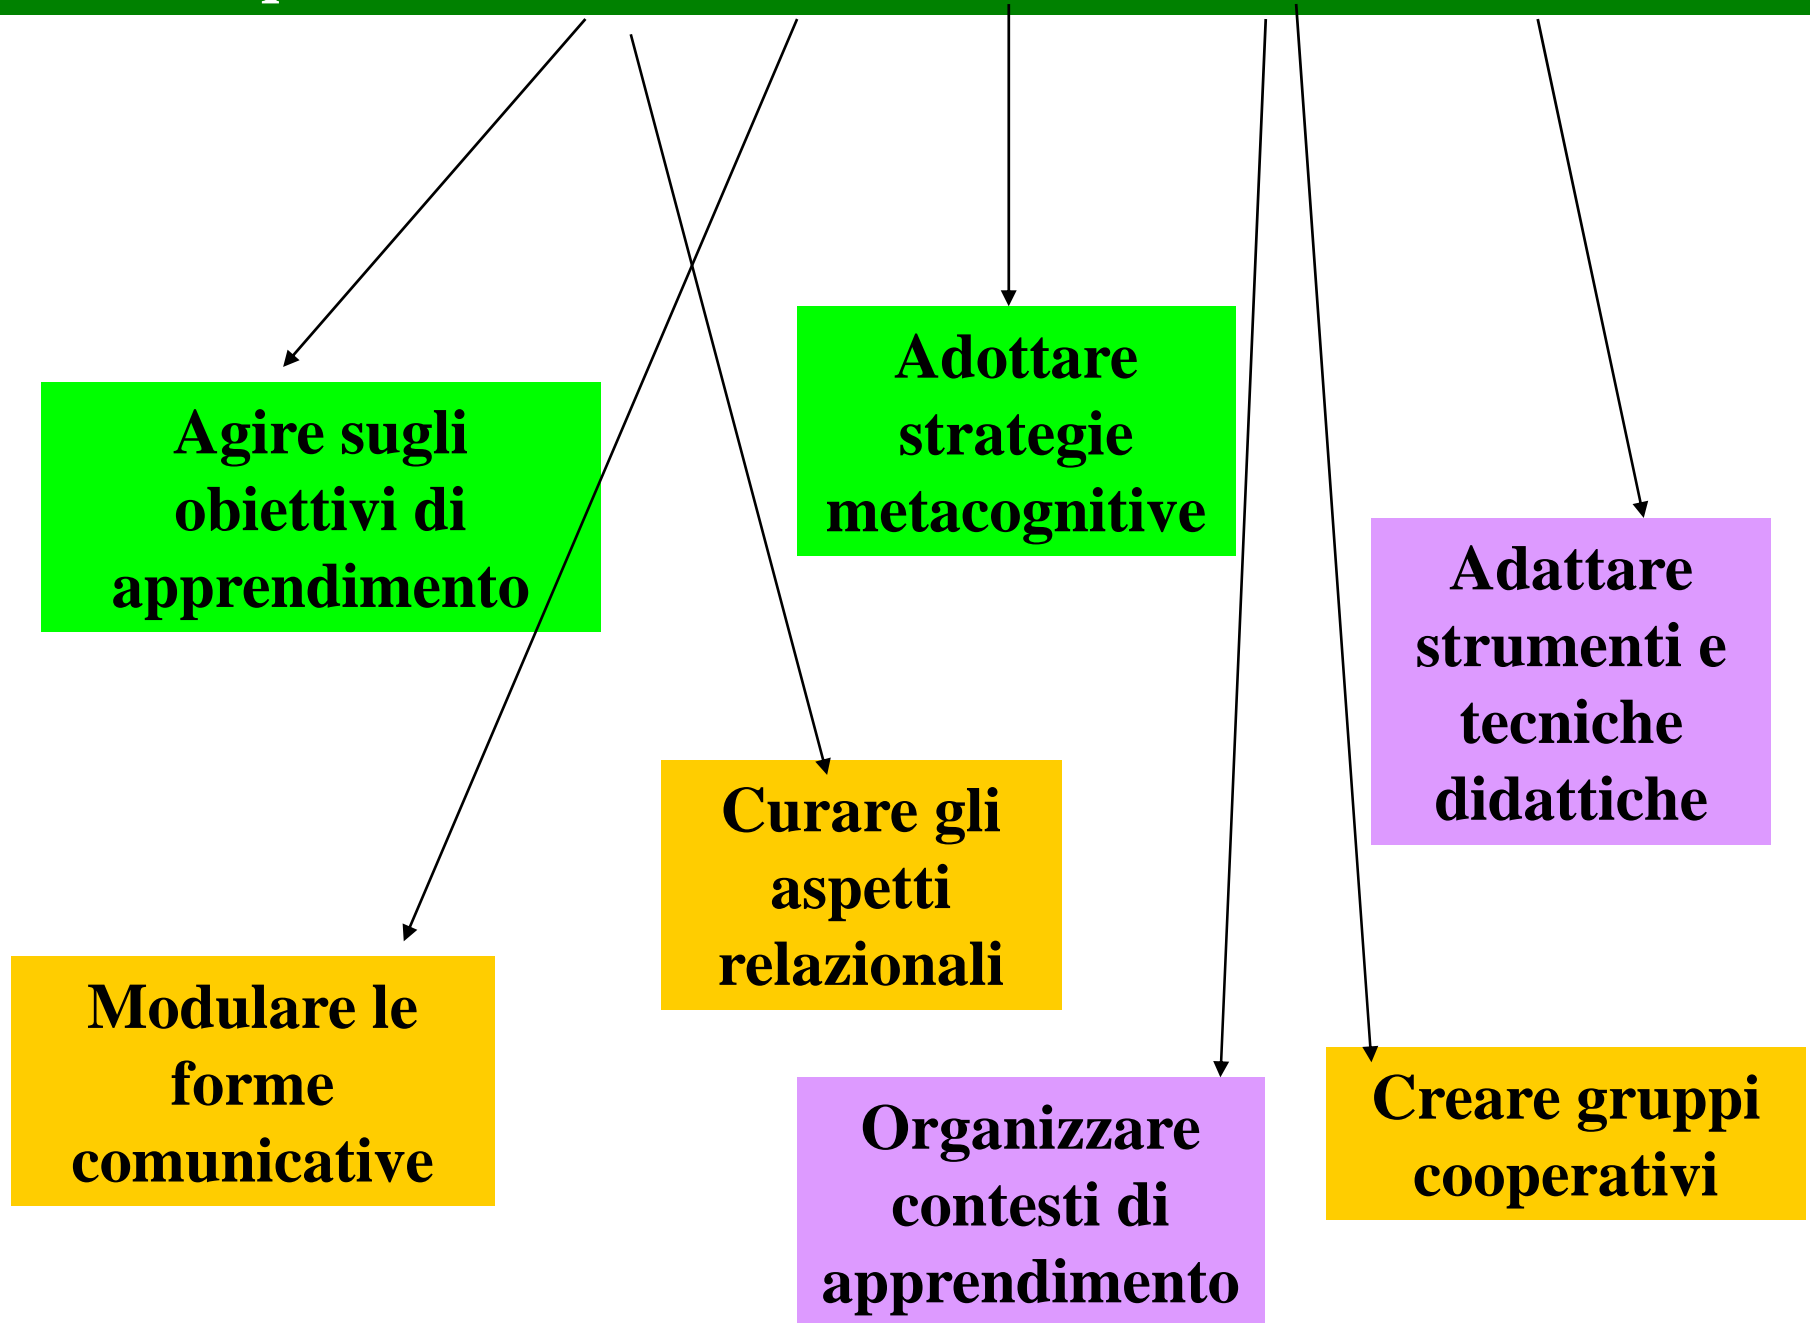 Adottare
strategie
metacognitive
Agire sugli
obiettivi di
apprendimento
Adattare
strumenti e
tecniche
didattiche
Curare gli
aspetti
relazionali
Modulare le
forme
comunicative
Organizzare
contesti di
apprendimento
Creare gruppi
cooperativi